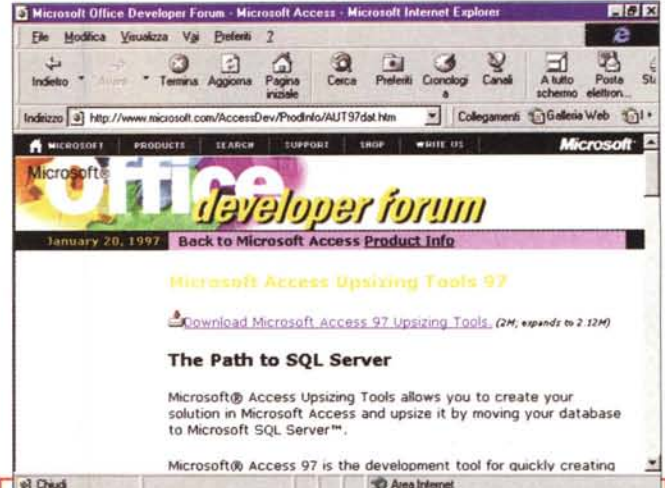 Microsoft Office Developer Forum - Microsoft Access - Microsoft Internet Explorer
File Modifica Visualizza Vai Preferiti ?
Indietro Avanti Termina Aggiorna Pagina iniziale Cerca Preferiti Cronologia Canali A tutto schermo Posta elettron... Sta
Indirizzo http://www.microsoft.com/AccessDev/ProdInfo/AUT97dat.htm Collegamenti Galleria Web
MICROSOFT PRODUCTS SEARCH SUPPORT SHOP WRITE US Microsoft
Microsoft®
office
developer forum
January 20, 1997 Back to Microsoft Access Product Info
Microsoft Access Upsizing Tools 97
Download Microsoft Access 97 Upsizing Tools. (2M; expands to 2.12M)
The Path to SQL Server
Microsoft® Access Upsizing Tools allows you to create your
solution in Microsoft Access and upsize it by moving your database
to Microsoft SQL Server™.
Microsoft® Access 97 is the development tool for quickly creating
Chiudi Area Internet